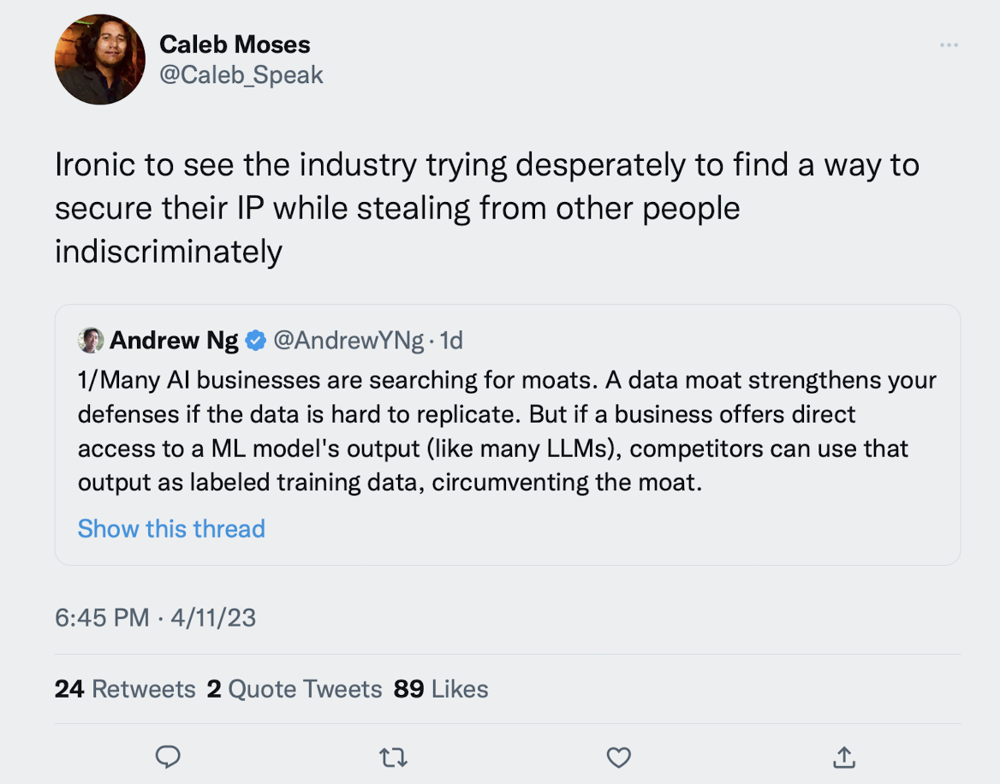 Caleb Moses
@Caleb_Speak
Ironic to see the industry trying desperately to find a way to
secure their IP while stealing from other people
indiscriminately
Andrew Ng @AndrewYNg · 1d
1/Many AI businesses are searching for moats. A data moat strengthens your
defenses if the data is hard to replicate. But if a business offers direct
access to a ML model's output (like many LLMs), competitors can use that
output as labeled training data, circumventing the moat.
Show this thread
6:45 PM · 4/11/23
24 Retweets 2 Quote Tweets 89 Likes